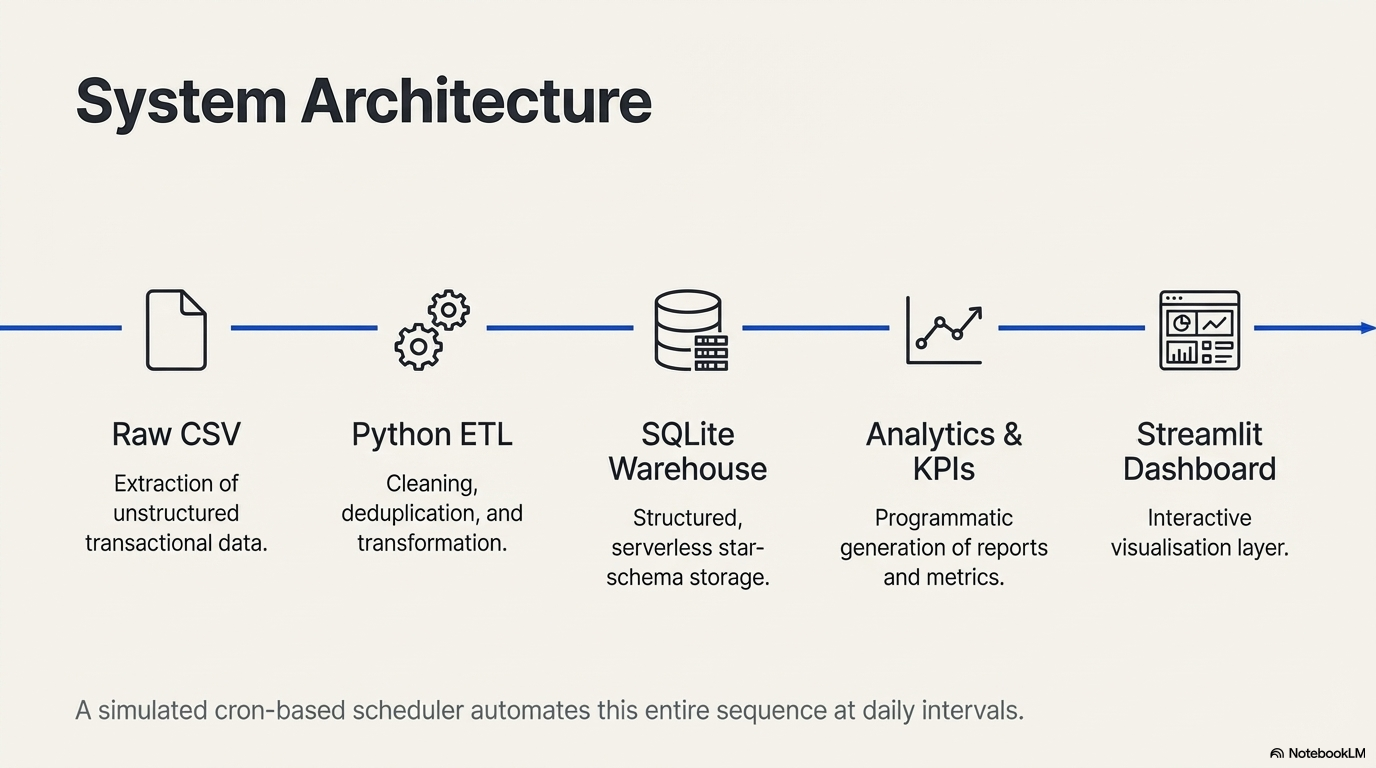 System Architecture
Raw CSV
Extraction of
unstructured
transactional data.
Python ETL
Cleaning,
deduplication, and
transformation.
SQLite
Warehouse
Structured,
serverless star-
schema storage.
Analytics &
KPIs
Programmatic
generation of reports
and metrics.
Streamlit
Dashboard
Interactive
visualisation layer.
A simulated cron-based scheduler automates this entire sequence at daily intervals.
NotebookLM